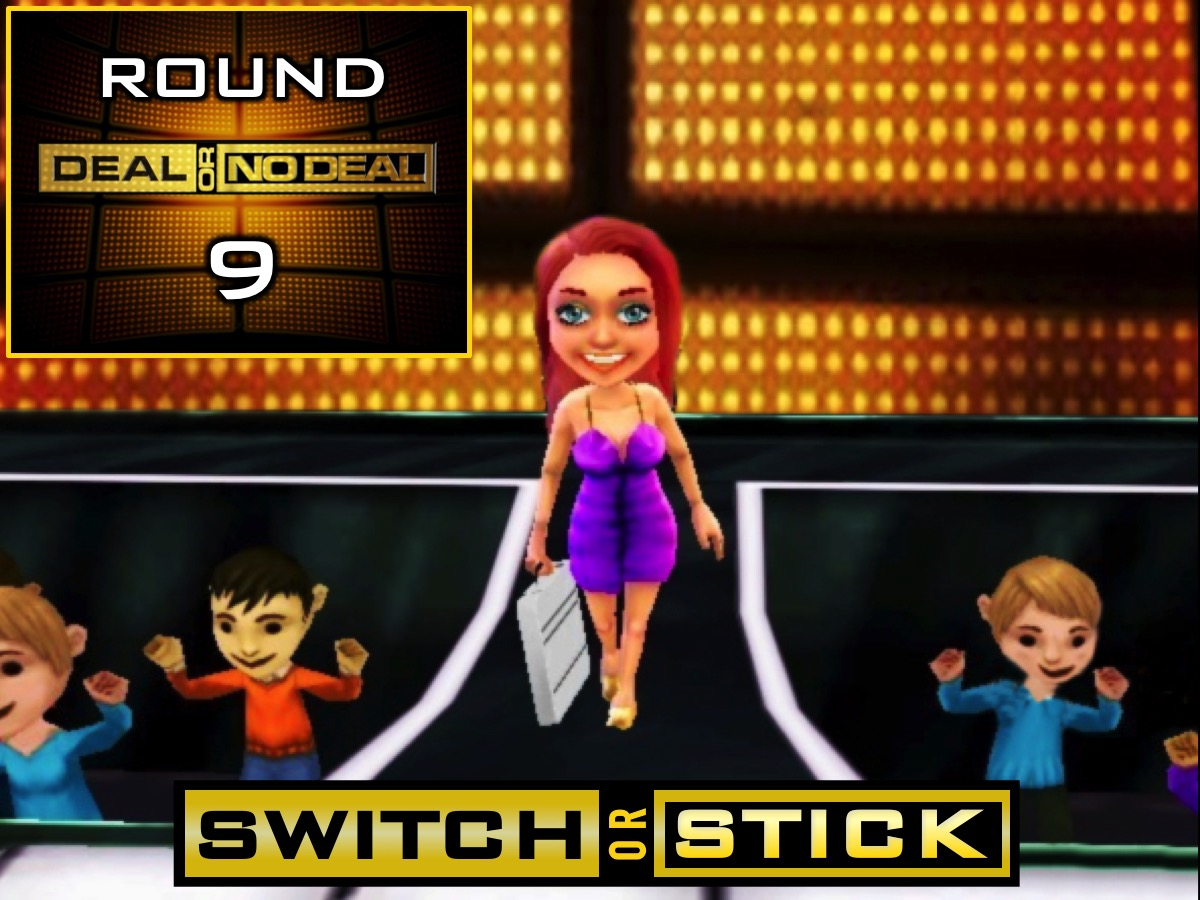 ROUND
DEAL OR NO DEAL
9
SWITCH OR STICK